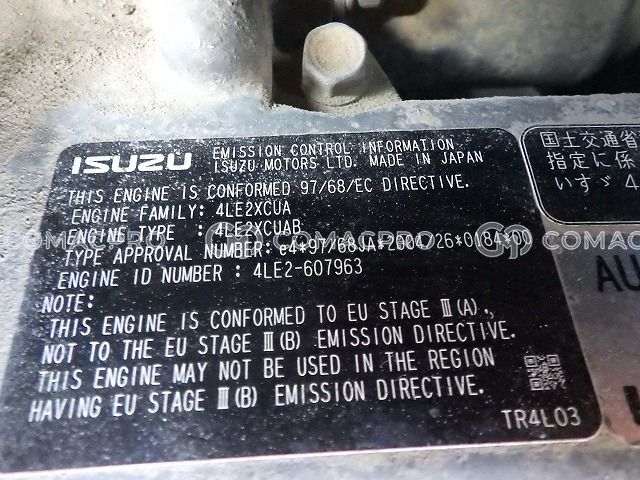 ISUZU EMISSION CONTROL INFORMATION
ISUZU MOTORS LTD. MADE IN JAPAN
THIS ENGINE IS CONFORMED 97/68/EC DIRECTIVE.
ENGINE FAMILY: 4LE2XCUA
ENGINE TYPE : 4LE2XCUAB
TYPE APPROVAL NUMBER: e4*97/68JA*2004/26*0184*00
ENGINE ID NUMBER : 4LE2-607963
NOTE:
THIS ENGINE IS CONFORMED TO EU STAGE Ⅲ(A),
NOT TO THE EU STAGE Ⅲ(B) EMISSION DIRECTIVE.
THIS ENGINE MAY NOT BE USED IN THE REGION
HAVING EU STAGE Ⅲ(B) EMISSION DIRECTIVE.
TR4L03
国土交通省
指定に係
いすゞ 4
AU
COMACPRO
COMACPRO